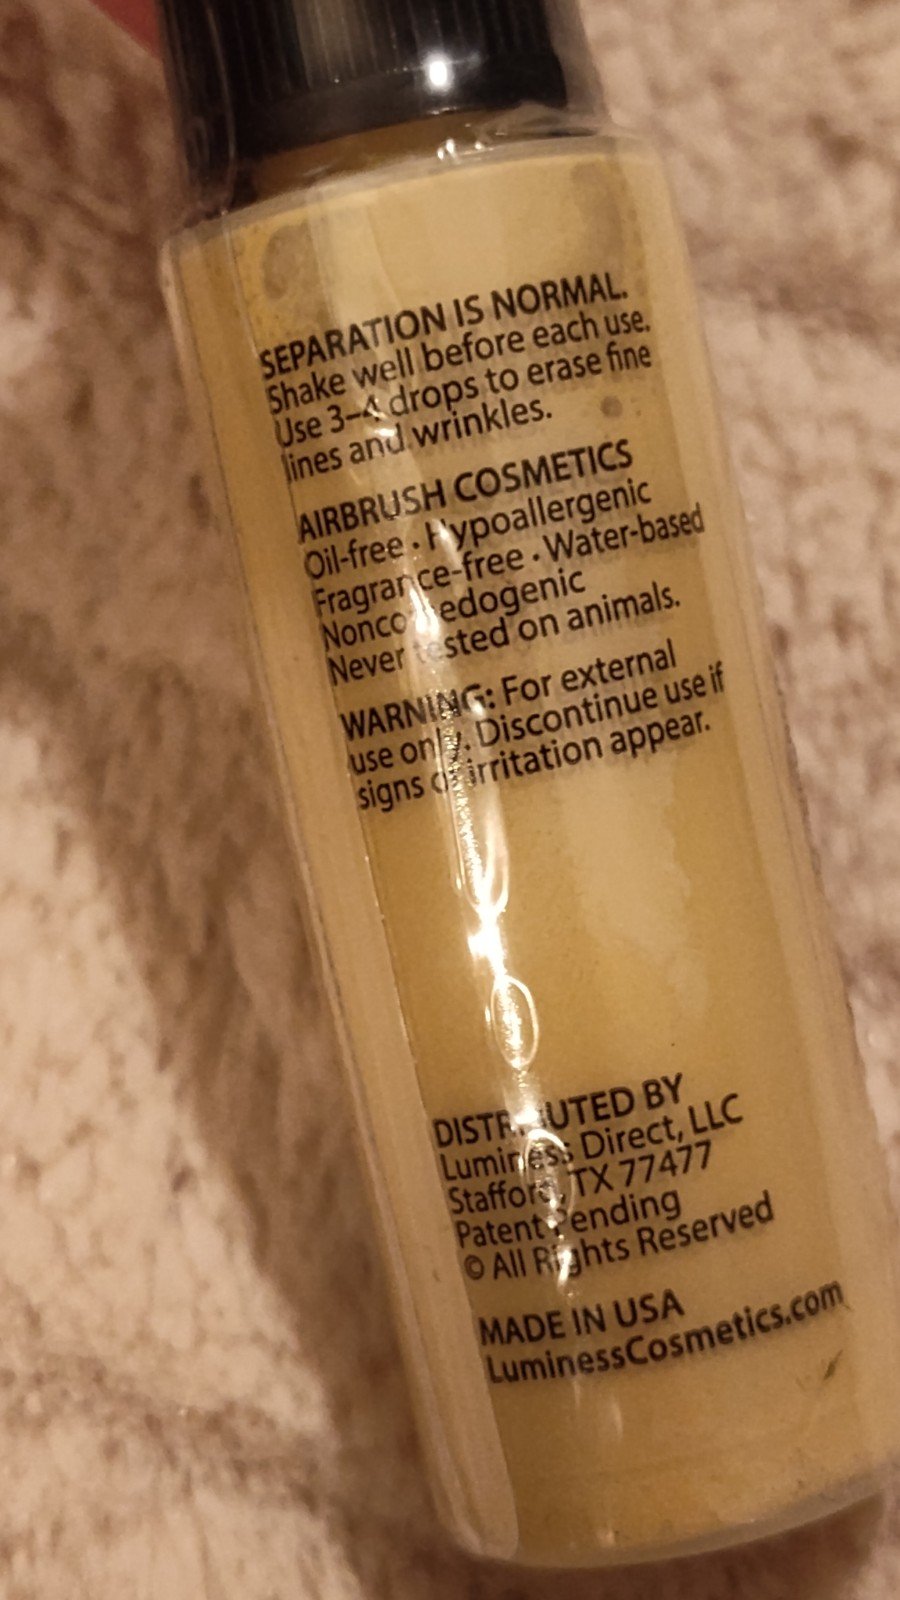 SEPARATION IS NORMAL.
Shake well before each use.
Use 3–4 drops to erase fine
lines and wrinkles.
AIRBRUSH COSMETICS
Oil-free · Hypoallergenic
Fragrance-free · Water-based
Noncomedogenic
Never tested on animals.
WARNING: For external
use only. Discontinue use if
signs of irritation appear.
DISTRIBUTED BY
Luminess Direct, LLC
Stafford, TX 77477
Patent Pending
© All Rights Reserved
MADE IN USA
LuminessCosmetics.com